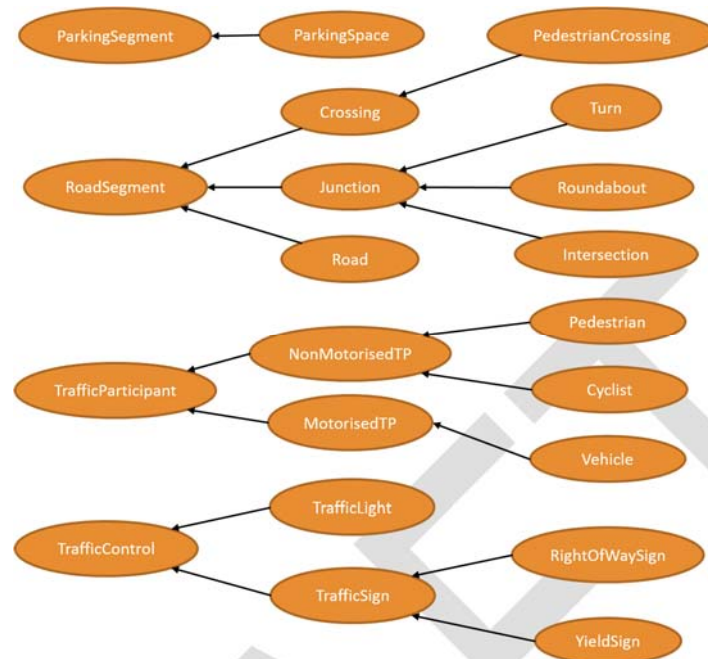 ParkingSegment
ParkingSpace
PedestrianCrossing
Crossing
Turn
RoadSegment
Junction
Roundabout
Road
Intersection
Pedestrian
NonMotorisedTP
TrafficParticipant
Cyclist
MotorisedTP
Vehicle
TrafficLight
TrafficControl
RightOfWaySign
TrafficSign
YieldSign